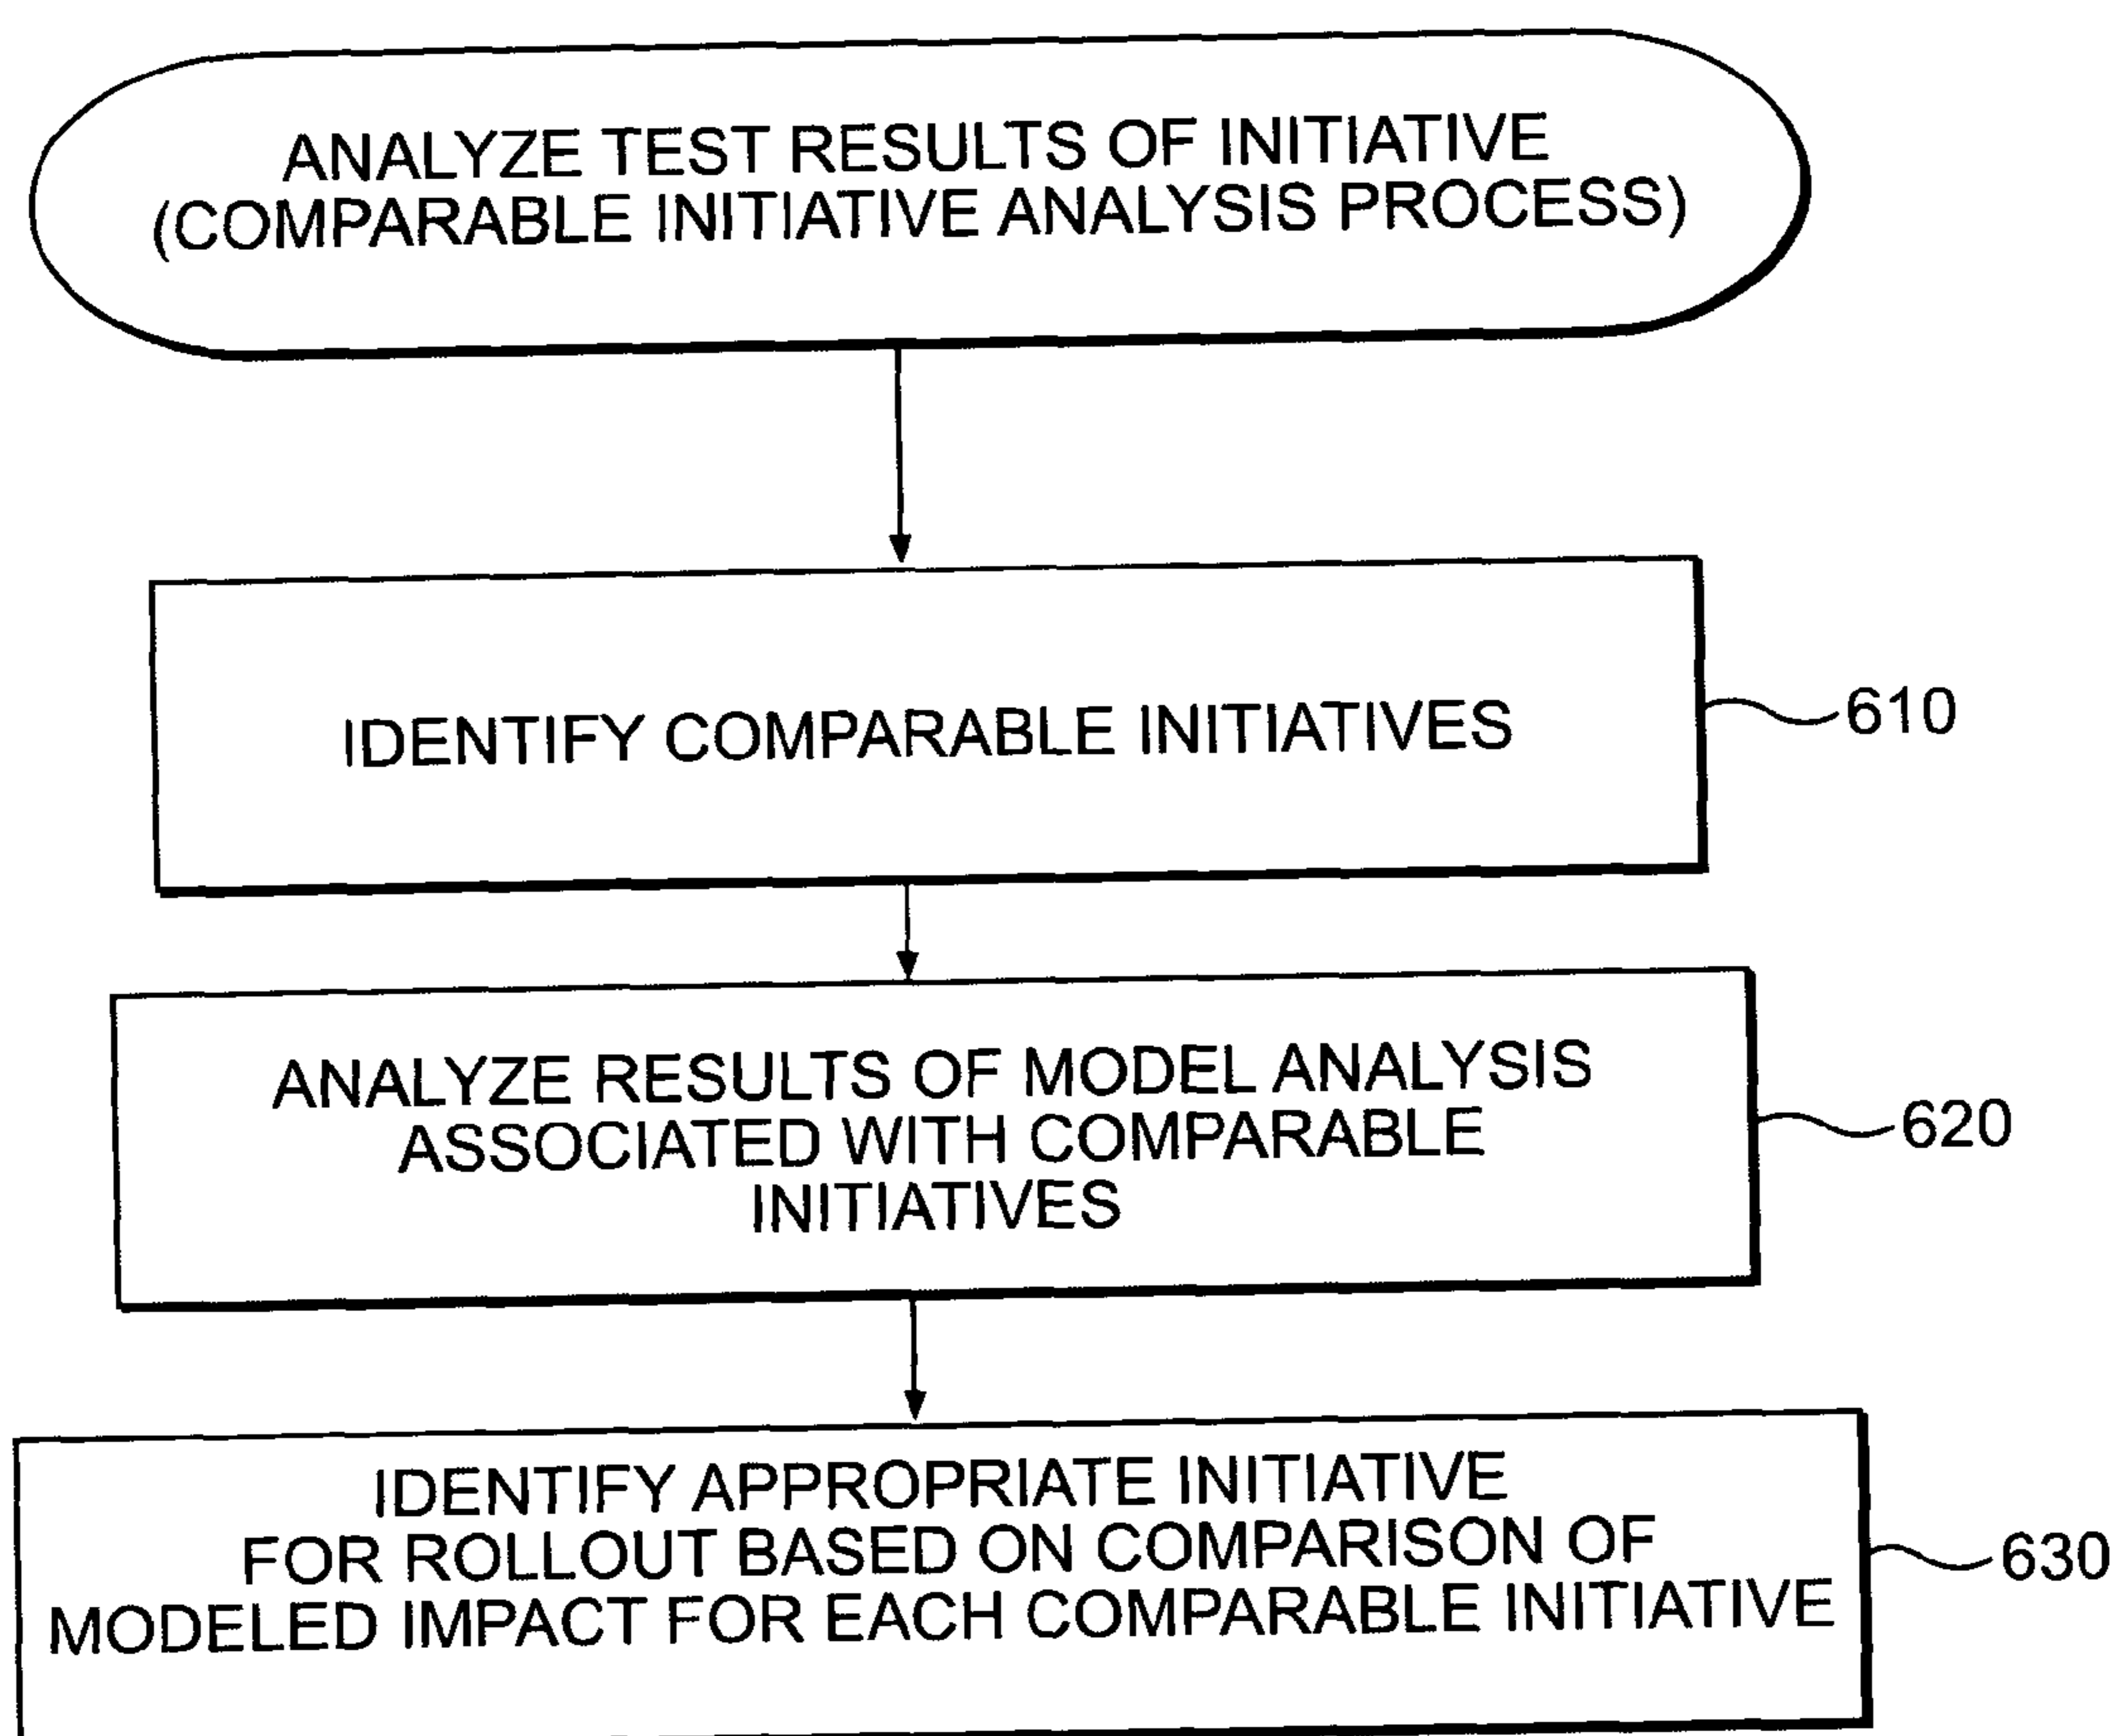 ANALYZE TEST RESULTS OF INITIATIVE
(COMPARABLE INITIATIVE ANALYSIS PROCESS)
IDENTIFY COMPARABLE INITIATIVES
610
ANALYZE RESULTS OF MODEL ANALYSIS
ASSOCIATED WITH COMPARABLE
INITIATIVES
620
IDENTIFY APPROPRIATE INITIATIVE
FOR ROLLOUT BASED ON COMPARISON OF
MODELED IMPACT FOR EACH COMPARABLE INITIATIVE
630